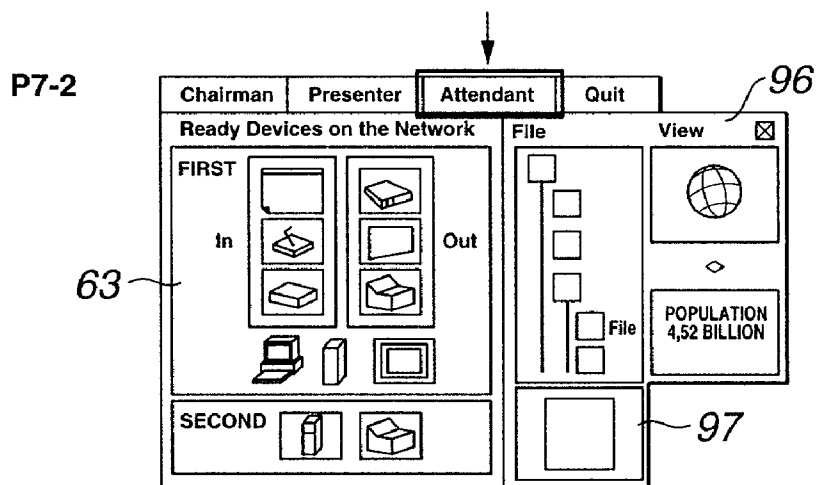 P7-2
96
Chairman Presenter Attendant Quit
Ready Devices on the Network
File View
FIRST
In Out
63
File
POPULATION
4,52 BILLION
SECOND
97